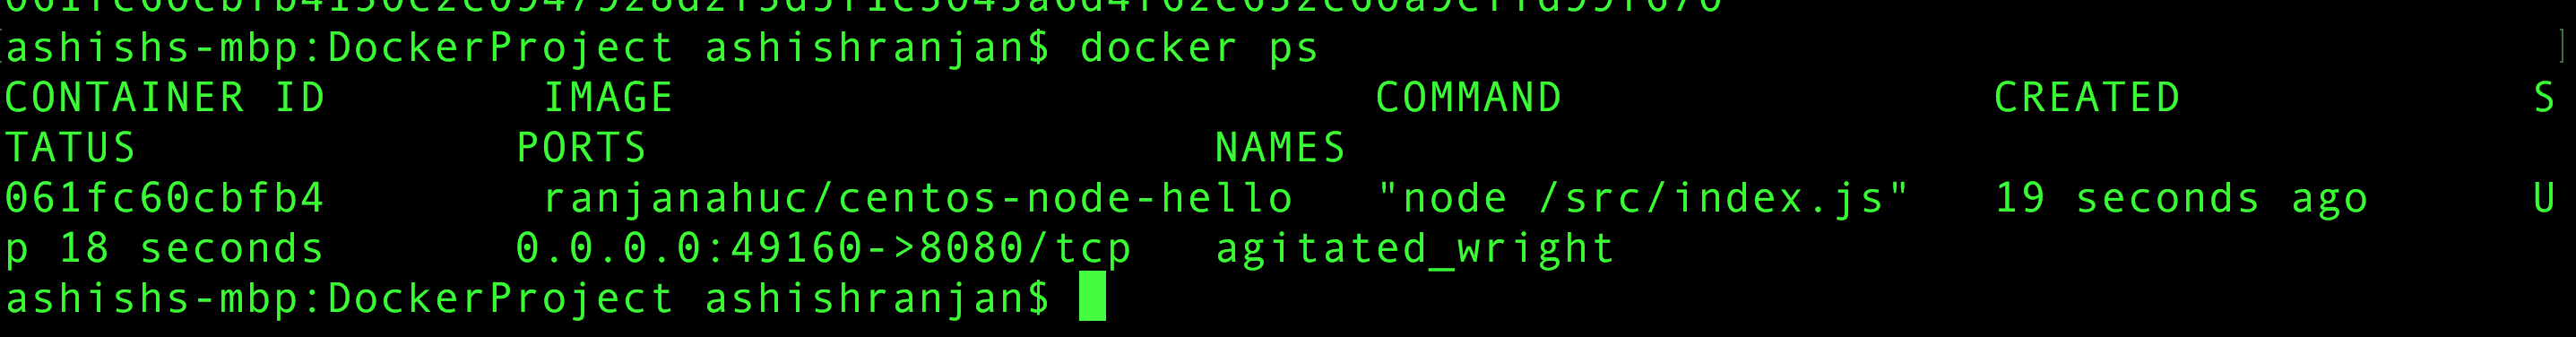 ashishs-mbp:DockerProject ashishranjan$ docker ps
CONTAINER ID        IMAGE                          COMMAND                CREATED             S
TATUS              PORTS                     NAMES
061fc60cbfb4        ranjanahuc/centos-node-hello   "node /src/index.js"   19 seconds ago      U
p 18 seconds       0.0.0.0:49160->8080/tcp   agitated_wright
ashishs-mbp:DockerProject ashishranjan$